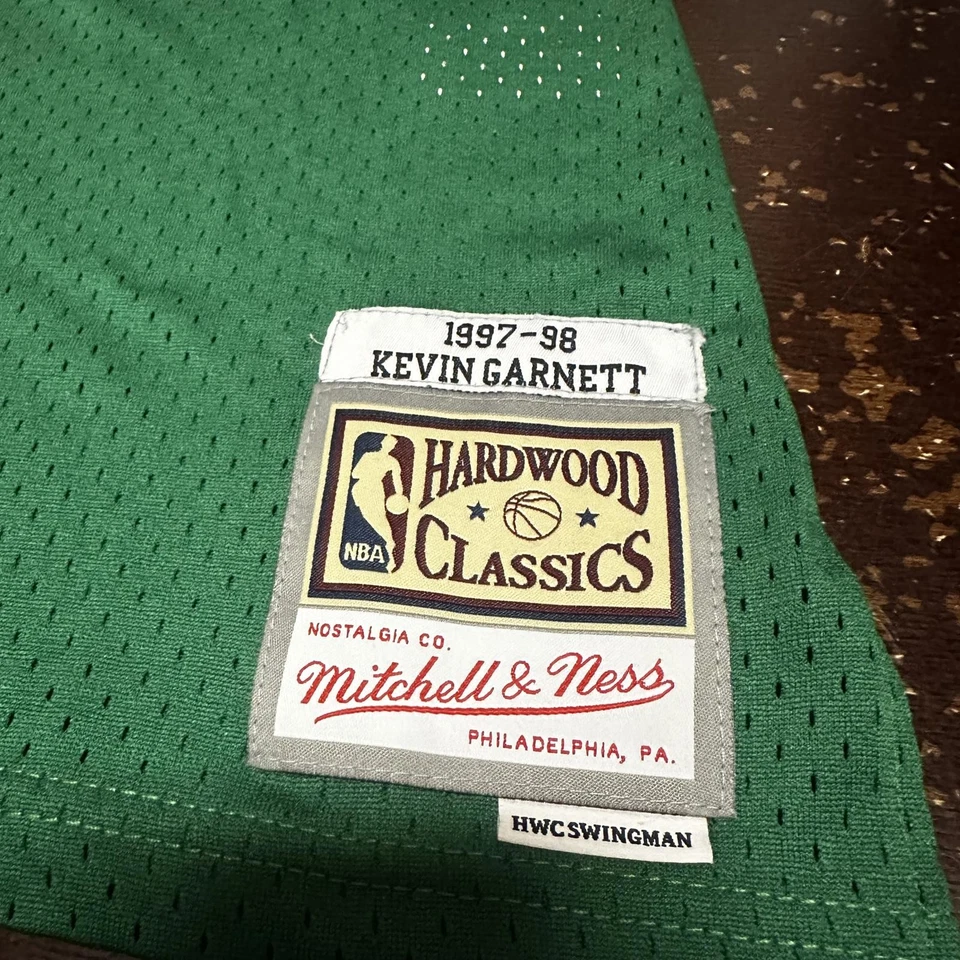 1997-98
KEVIN GARNETT
HARDWOOD
CLASSICS
NBA
NOSTALGIA CO.
Mitchell & Ness
PHILADELPHIA, PA.
HWC SWINGMAN